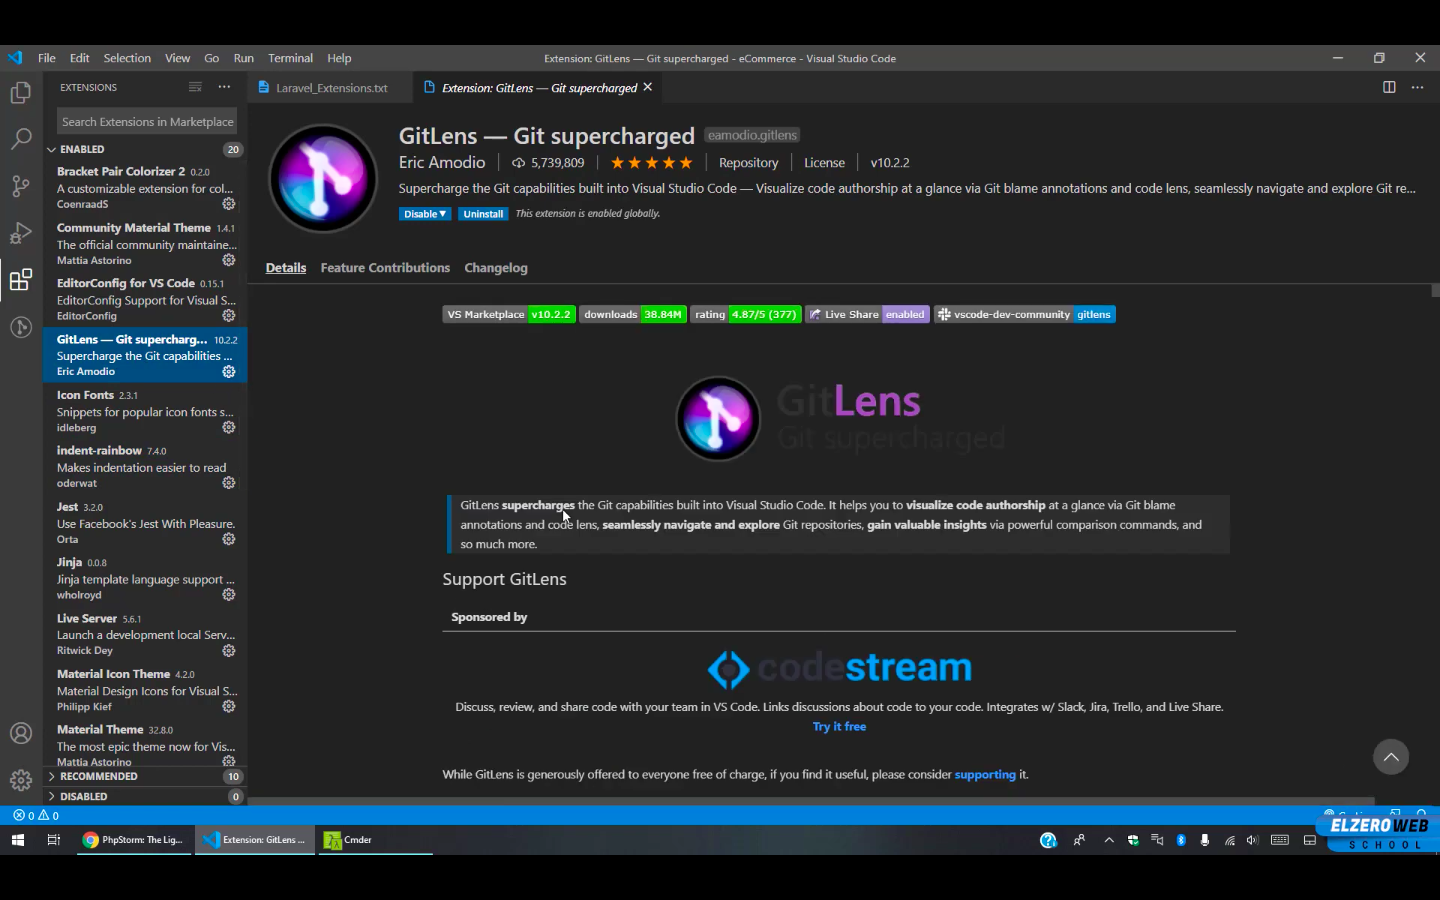 File Edit Selection View Go Run Terminal Help
Extension: GitLens — Git supercharged - eCommerce - Visual Studio Code
EXTENSIONS
Search Extensions in Marketplace
ENABLED 20
Bracket Pair Colorizer 2 0.2.0
A customizable extension for col...
CoenraadS
Community Material Theme 1.4.1
The official community maintaine...
Mattia Astorino
EditorConfig for VS Code 0.15.1
EditorConfig Support for Visual S...
EditorConfig
GitLens — Git supercharg... 10.2.2
Supercharge the Git capabilities ...
Eric Amodio
Icon Fonts 2.3.1
Snippets for popular icon fonts s...
idleberg
indent-rainbow 7.4.0
Makes indentation easier to read
oderwat
Jest 3.2.0
Use Facebook's Jest With Pleasure.
Orta
Jinja 0.0.8
Jinja template language support ...
wholroyd
Live Server 5.6.1
Launch a development local Serv...
Ritwick Dey
Material Icon Theme 4.2.0
Material Design Icons for Visual S...
Philipp Kief
Material Theme 32.8.0
The most epic theme now for Vis...
Mattia Astorino
RECOMMENDED 10
DISABLED 0
Laravel_Extensions.txt
Extension: GitLens — Git supercharged
GitLens — Git supercharged eamodio.gitlens
Eric Amodio 5,739,809 Repository License v10.2.2
Supercharge the Git capabilities built into Visual Studio Code — Visualize code authorship at a glance via Git blame annotations and code lens, seamlessly navigate and explore Git re...
Disable Uninstall This extension is enabled globally.
Details Feature Contributions Changelog
VS Marketplace v10.2.2 downloads 38.84M rating 4.87/5 (377) Live Share enabled vscode-dev-community gitlens
GitLens
Git supercharged
GitLens supercharges the Git capabilities built into Visual Studio Code. It helps you to visualize code authorship at a glance via Git blame
annotations and code lens, seamlessly navigate and explore Git repositories, gain valuable insights via powerful comparison commands, and
so much more.
Support GitLens
Sponsored by
codestream
Discuss, review, and share code with your team in VS Code. Links discussions about code to your code. Integrates w/ Slack, Jira, Trello, and Live Share.
Try it free
While GitLens is generously offered to everyone free of charge, if you find it useful, please consider supporting it.
0 0
PhpStorm: The Lig... Extension: GitLens ... Cmder
ELZERO WEB
SCHOOL